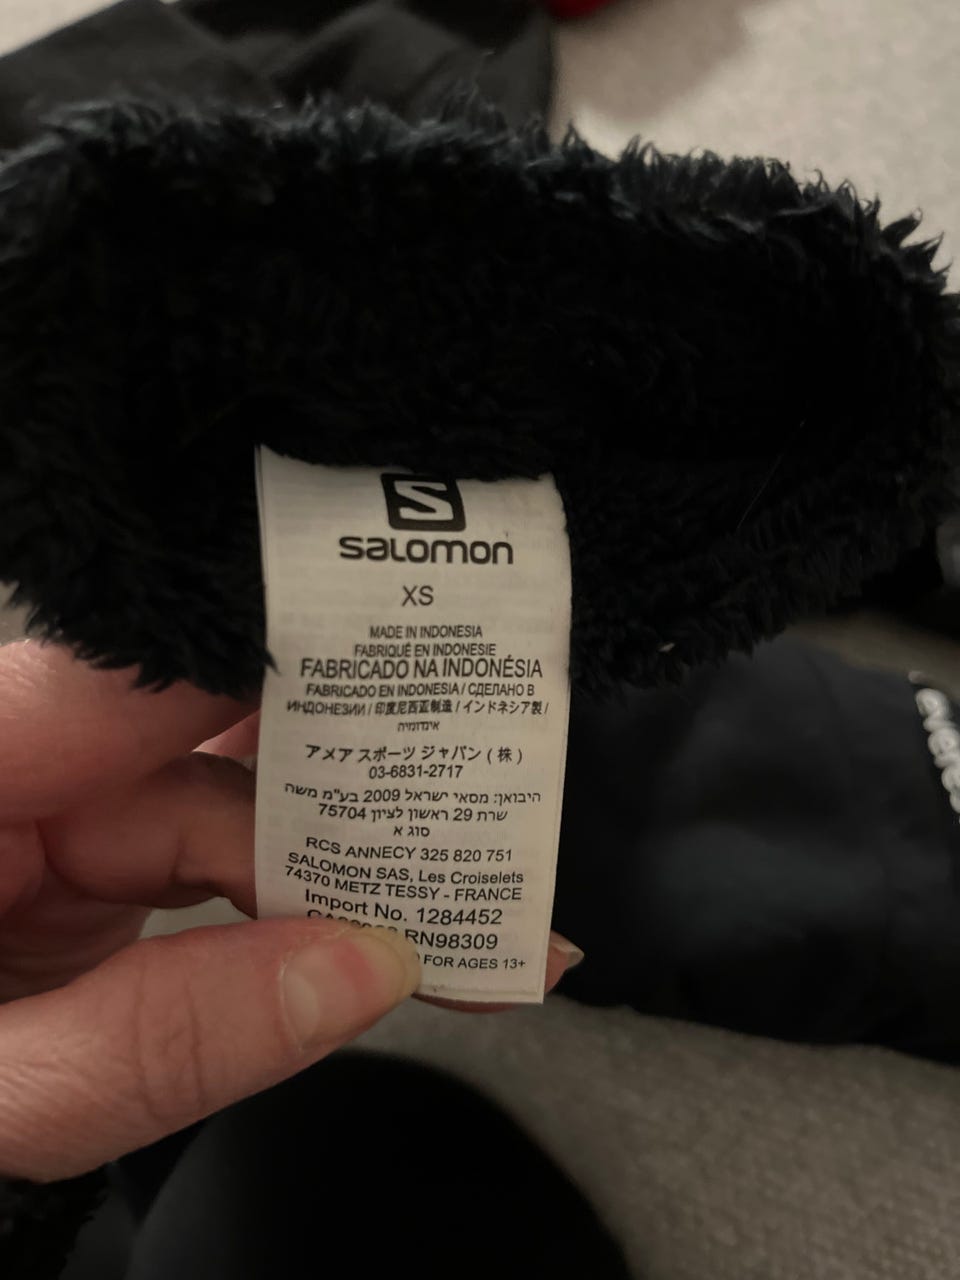 S
salomon
XS
MADE IN INDONESIA
FABRIQUÉ EN INDONESIE
FABRICADO NA INDONÉSIA
FABRICADO EN INDONESIA / СДЕЛАНО В
ИНДОНЕЗИИ / 印度尼西亚制造 / インドネシア製 /
אינדונזיה
アメア スポーツ ジャパン ( 株 )
03-6831-2717
היבואן: מסאי ישראל 2009 בע"מ משה
שרת 29 ראשון לציון 75704
סוג א
RCS ANNECY 325 820 751
SALOMON SAS, Les Croiselets
74370 METZ TESSY - FRANCE
Import No. 1284452
RN98309
FOR AGES 13+